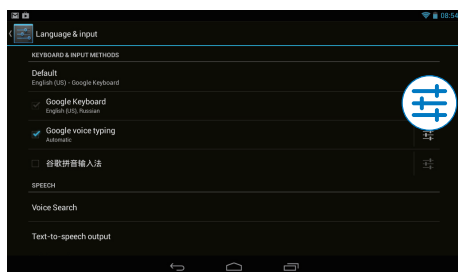 08:54
Language & input
KEYBOARD & INPUT METHODS
Default
English (US) - Google Keyboard
Google Keyboard
English (US), Russian
Google voice typing
Automatic
谷歌拼音输入法
SPEECH
Voice Search
Text-to-speech output